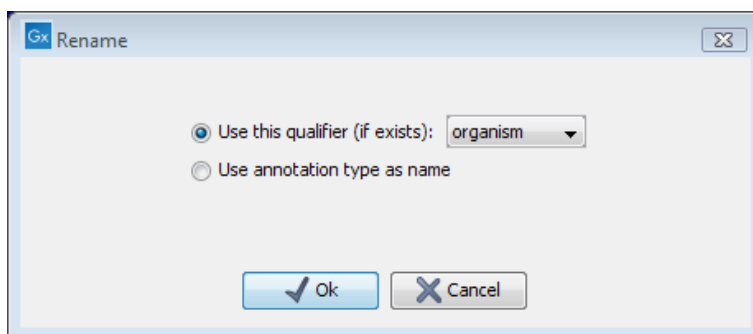 Gx Rename
Use this qualifier (if exists): organism
Use annotation type as name
Ok Cancel